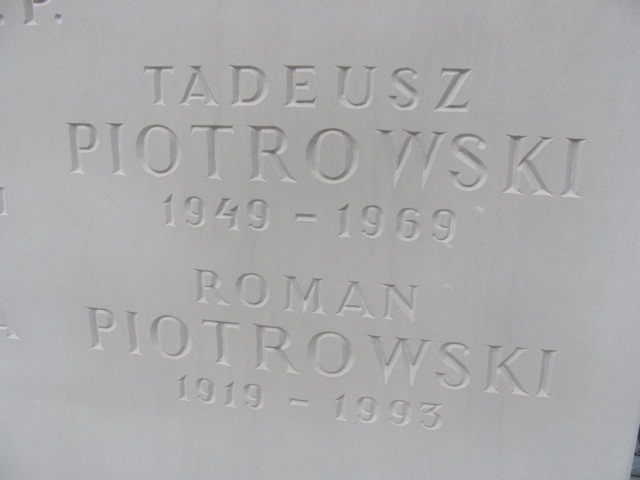 .P.
TADEUSZ
PIOTROWSKI
1949 - 1969
ROMAN
PIOTROWSKI
1919 - 1993